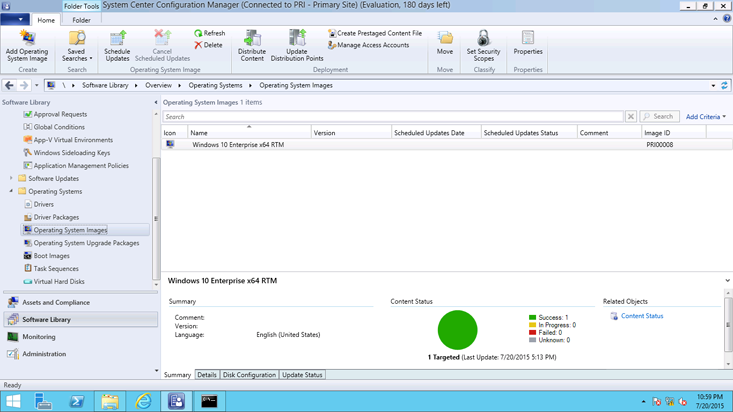 Folder Tools
System Center Configuration Manager (Connected to PRI - Primary Site) (Evaluation, 180 days left)
Home
Folder
Add Operating System Image
Saved Searches
Schedule Updates
Cancel Scheduled Updates
Refresh
Delete
Distribute Content
Update Distribution Points
Create Prestaged Content File
Manage Access Accounts
Move
Set Security Scopes
Properties
Create
Search
Operating System Image
Deployment
Move
Classify
Properties
\ Software Library Overview Operating Systems Operating System Images
Software Library
Approval Requests
Global Conditions
App-V Virtual Environments
Windows Sideloading Keys
Application Management Policies
Software Updates
Operating Systems
Drivers
Driver Packages
Operating System Images
Operating System Upgrade Packages
Boot Images
Task Sequences
Virtual Hard Disks
Assets and Compliance
Software Library
Monitoring
Administration
Operating System Images 1 items
Search
Search
Add Criteria
Icon Name Version Scheduled Updates Date Scheduled Updates Status Comment Image ID
Windows 10 Enterprise x64 RTM PRI00008
Windows 10 Enterprise x64 RTM
Summary
Comment:
Version:
Language: English (United States)
Content Status
Success: 1
In Progress: 0
Failed: 0
Unknown: 0
1 Targeted (Last Update: 7/20/2015 5:13 PM)
Related Objects
Content Status
Summary Details Disk Configuration Update Status
Ready
10:59 PM
7/20/2015